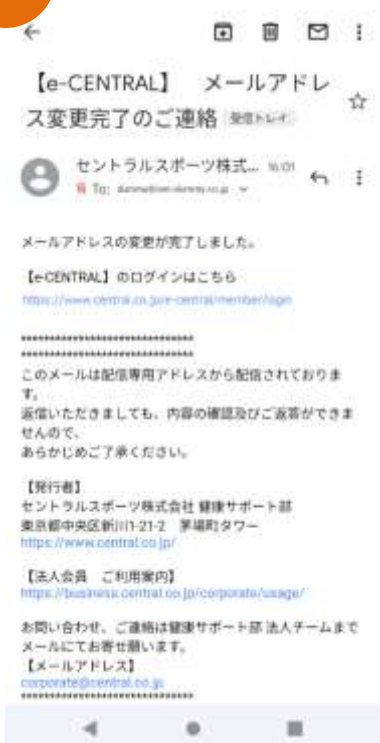 【e-CENTRAL】　メールアドレ
ス変更完了のご連絡 受信トレイ
セントラルスポーツ株式... 16:01
To:
メールアドレスの変更が完了しました。
【e-CENTRAL】のログインはこちら
https://www.central.co.jp/e-central/member/login
********************************
********************************
このメールは配信専用アドレスから配信されておりま
す。
返信いただきましても、内容の確認及びご返答ができま
せんので、
あらかじめご了承ください。
【発行者】
セントラルスポーツ株式会社 健康サポート部
東京都中央区新川1-21-2　茅場町タワー
https://www.central.co.jp/
【法人会員　ご利用案内】
https://business.central.co.jp/corporate/usage/
お問い合わせ、ご連絡は健康サポート部 法人チームまで
メールにてお寄せ願います。
【メールアドレス】
corporate@central.co.jp
********************************